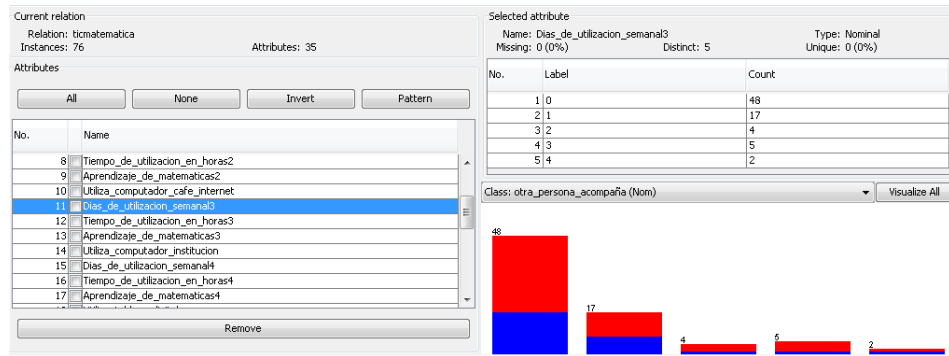 Current relation
Relation: ticmatematica
Instances: 76 Attributes: 35
Attributes
All None Invert Pattern
No. Name
8 Tiempo_de_utilizacion_en_horas2
9 Aprendizaje_de_matematicas2
10 Utiliza_computador_cafe_internet
11 Dias_de_utilizacion_semanal3
12 Tiempo_de_utilizacion_en_horas3
13 Aprendizaje_de_matematicas3
14 Utiliza_computador_institucion
15 Dias_de_utilizacion_semanal4
16 Tiempo_de_utilizacion_en_horas4
17 Aprendizaje_de_matematicas4
Remove
Selected attribute
Name: Dias_de_utilizacion_semanal3 Type: Nominal
Missing: 0 (0%) Distinct: 5 Unique: 0 (0%)
No. Label Count
1 0 48
2 1 17
3 2 4
4 3 5
5 4 2
Class: otra_persona_acompaña (Nom) Visualize All
48
17
4
5
2